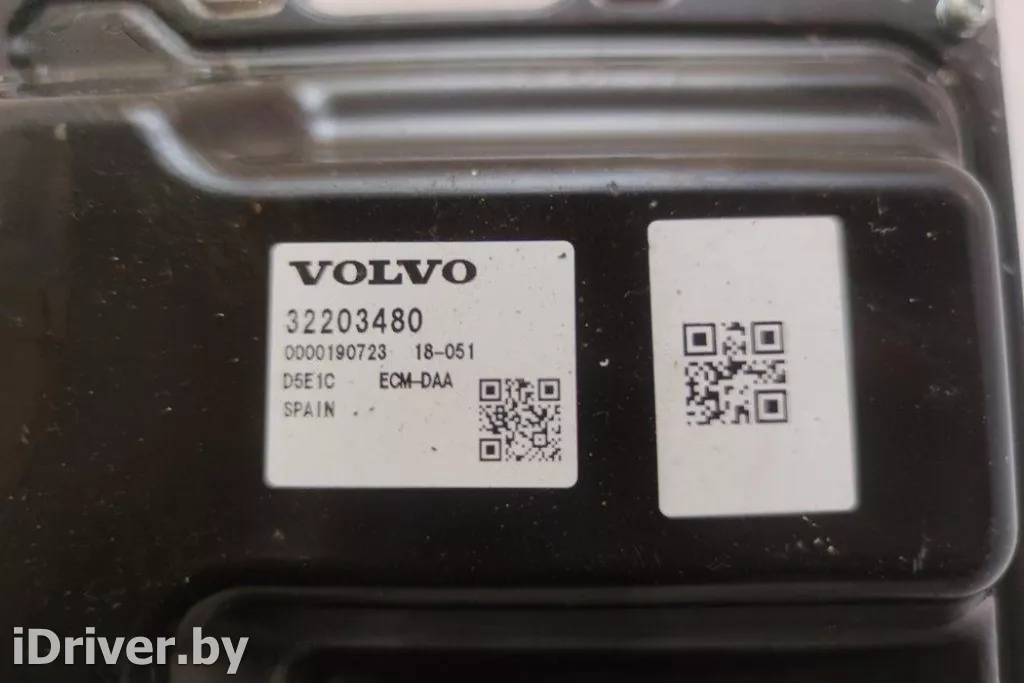 VOLVO
32203480
0000190723 18-051
D5E1C ECM-DAA
SPAIN
iDriver.by